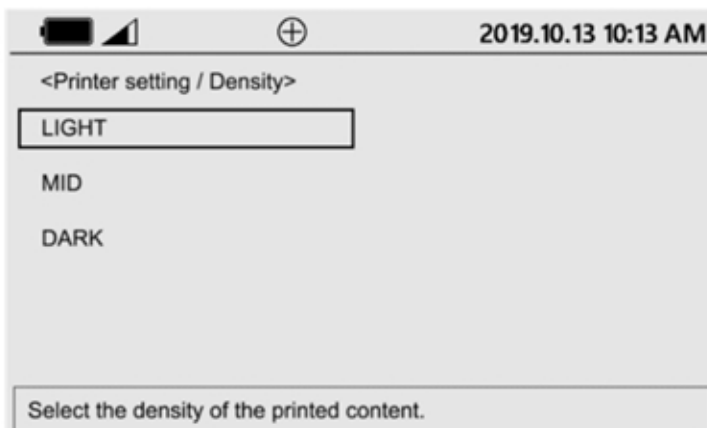 2019.10.13 10:13 AM
<Printer setting / Density>
LIGHT
MID
DARK
Select the density of the printed content.